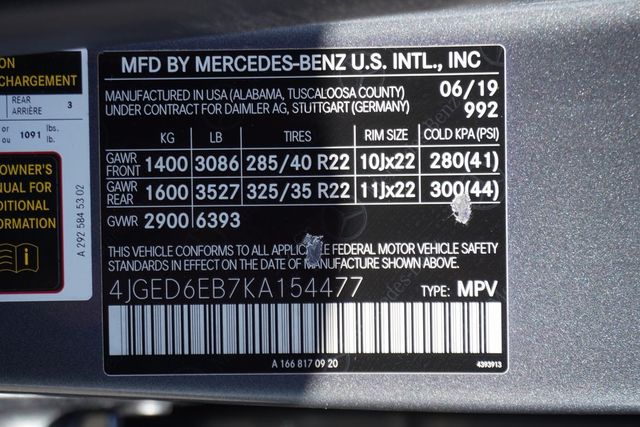 ON
CHARGEMENT
REAR
ARRIÈRE 3
or
ou 1091 lbs.
lb.
OWNER'S
NUAL FOR
DITIONAL
ORMATION
i
A 292 584 53 02
MFD BY MERCEDES-BENZ U.S. INTL., INC
MANUFACTURED IN USA (ALABAMA, TUSCALOOSA COUNTY) 06/19
UNDER CONTRACT FOR DAIMLER AG, STUTTGART (GERMANY) 992
KG LB TIRES RIM SIZE COLD KPA (PSI)
GAWR
FRONT 1400 3086 285/40 R22 10Jx22 280(41)
GAWR
REAR 1600 3527 325/35 R22 11Jx22 300(44)
GVWR 2900 6393
THIS VEHICLE CONFORMS TO ALL APPLIC LE FEDERAL MOTOR VEHICLE SAFETY
STANDARDS IN EFFECT ON THE DATE OF MANUFACTURE SHOWN ABOVE.
4JGED6EB7KA154477 TYPE: MPV
A 166 817 09 20 4393913